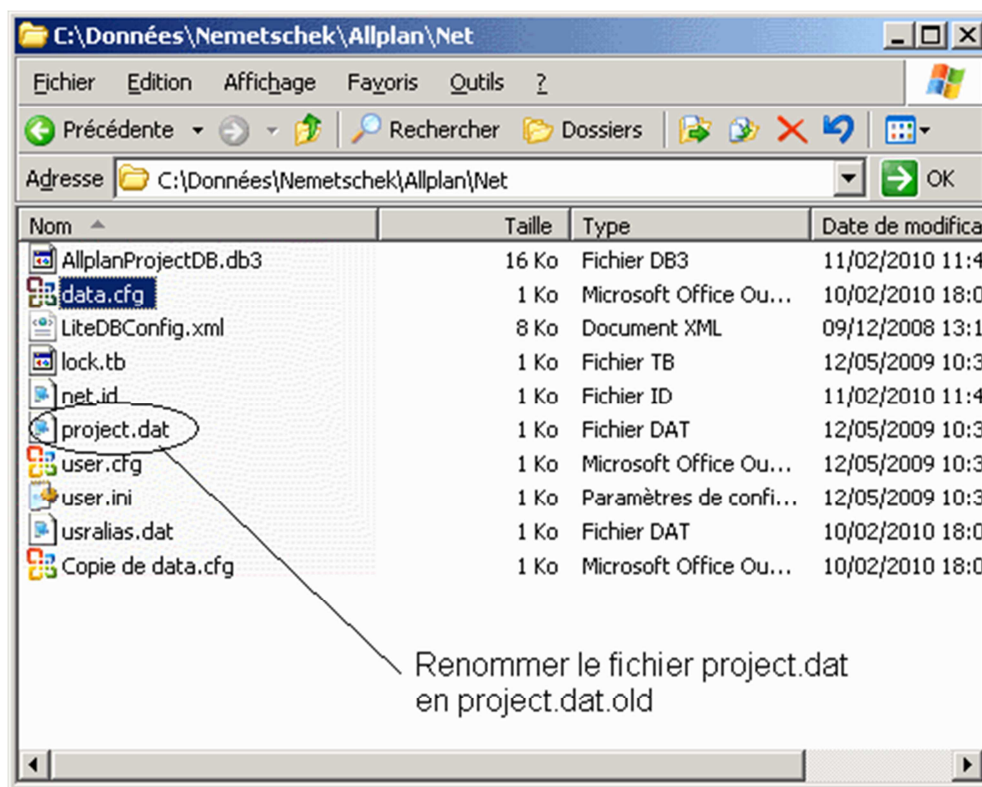 C:\Données\Nemetschek\Allplan\Net
Fichier Edition Affichage Favoris Outils ?
Précédente Rechercher Dossiers
Adresse C:\Données\Nemetschek\Allplan\Net OK
Nom Taille Type Date de modifica
AllplanProjectDB.db3 16 Ko Fichier DB3 11/02/2010 11:4
data.cfg 1 Ko Microsoft Office Ou... 10/02/2010 18:0
LiteDBConfig.xml 8 Ko Document XML 09/12/2008 13:1
lock.tb 1 Ko Fichier TB 12/05/2009 10:3
net.id 1 Ko Fichier ID 11/02/2010 11:4
project.dat 1 Ko Fichier DAT 12/05/2009 10:3
user.cfg 1 Ko Microsoft Office Ou... 12/05/2009 10:3
user.ini 1 Ko Paramètres de confi... 12/05/2009 10:3
usralias.dat 1 Ko Fichier DAT 10/02/2010 18:0
Copie de data.cfg 1 Ko Microsoft Office Ou... 10/02/2010 18:0
Renommer le fichier project.dat
en project.dat.old